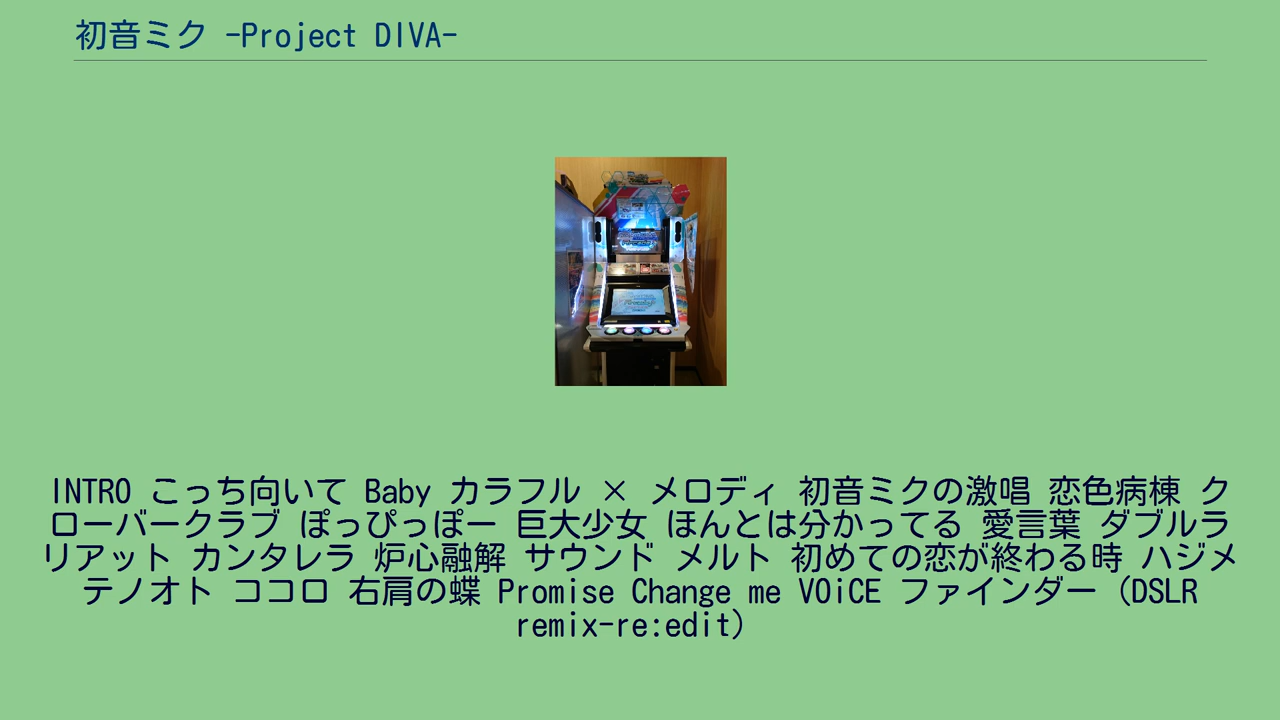 初音ミク -Project DIVA-
INTRO こっち向いて Baby カラフル × メロディ 初音ミクの激唱 恋色病棟 ク
ローバークラブ ぽっぴっぽー 巨大少女 ほんとは分かってる 愛言葉 ダブルラ
リアット カンタレラ 炉心融解 サウンド メルト 初めての恋が終わる時 ハジメ
テノオト ココロ 右肩の蝶 Promise Change me VOiCE ファインダー (DSLR
remix-re:edit)